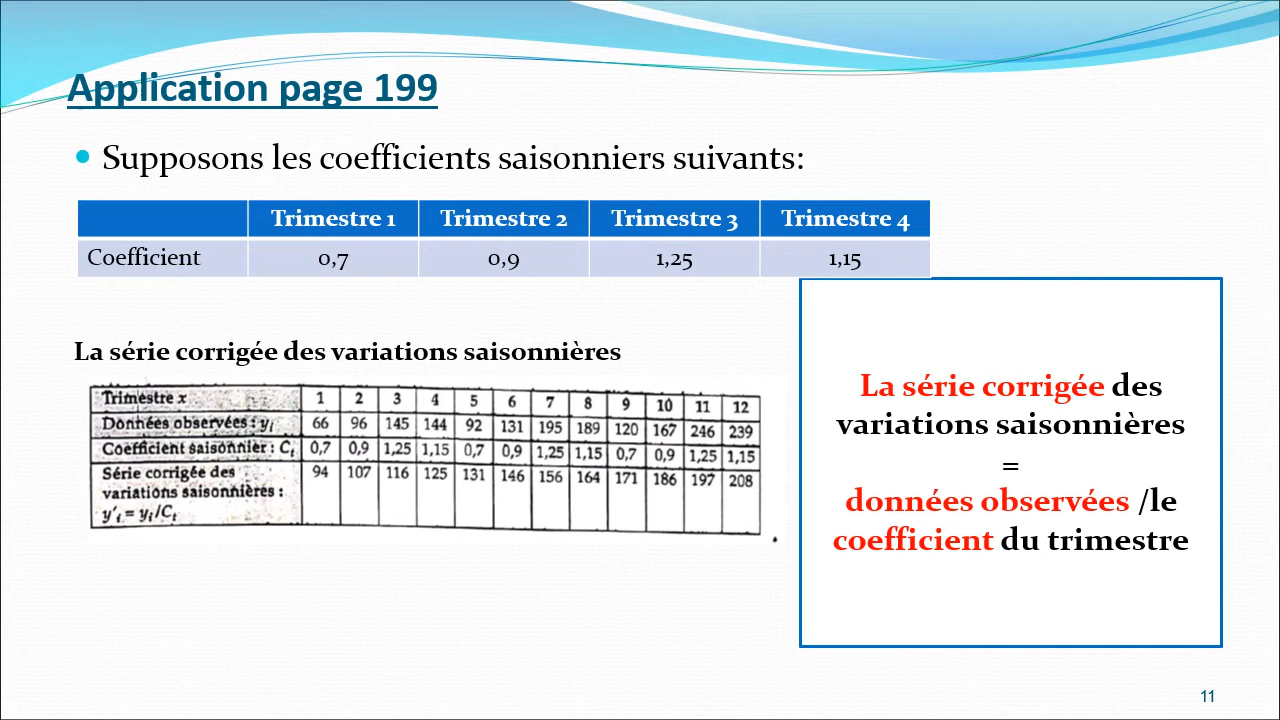 Application page 199
Supposons les coefficients saisonniers suivants:
Trimestre 1 Trimestre 2 Trimestre 3 Trimestre 4
Coefficient 0,7 0,9 1,25 1,15
La série corrigée des variations saisonnières
Trimestre x 1 2 3 4 5 6 7 8 9 10 11 12
Données observées : yi 66 96 145 144 92 131 195 189 120 167 246 239
Coefficient saisonnier : Ct 0,7 0,9 1,25 1,15 0,7 0,9 1,25 1,15 0,7 0,9 1,25 1,15
Série corrigée des 94 107 116 125 131 146 156 164 171 186 197 208
variations saisonnières :
y'i = yi/Ct
La série corrigée des
variations saisonnières
=
données observées /le
coefficient du trimestre
11